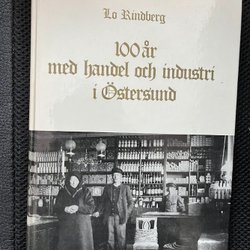 Lo Rindberg
100 år
med handel och industri
i Östersund